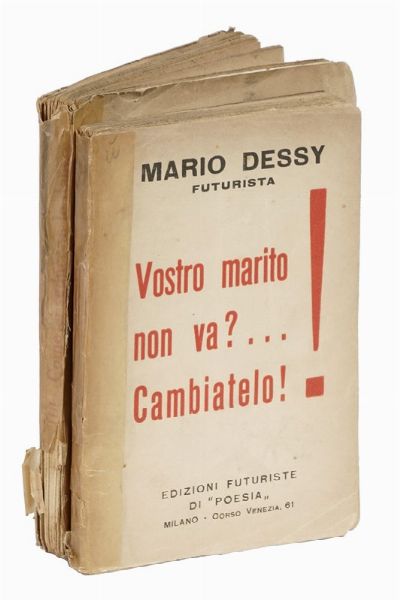 MARIO DESSY
FUTURISTA
Vostro marito
non va?...
Cambiatelo!
!
EDIZIONI FUTURISTE
DI "POESIA„
MILANO - CORSO VENEZIA, 61